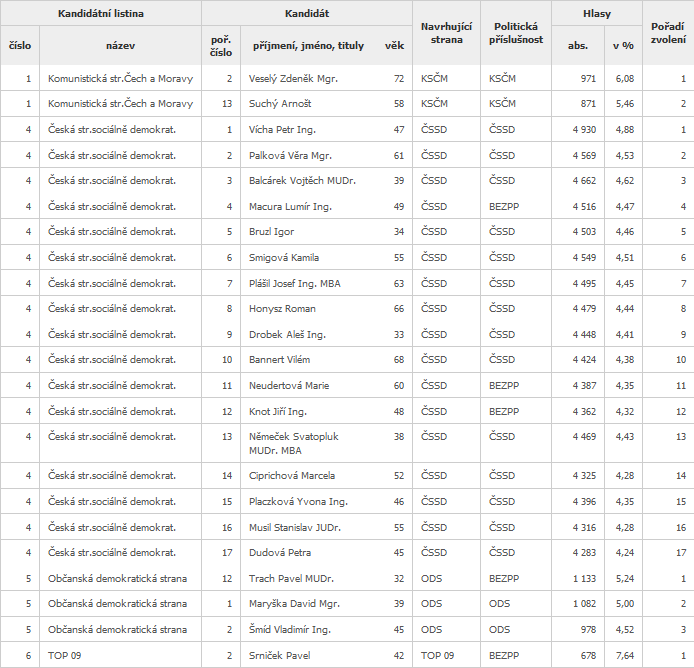 Kandidátní listina Kandidát Navrhující strana Politická příslušnost Hlasy Pořadí zvolení
číslo název poř. číslo příjmení, jméno, tituly věk abs. v %
1 Komunistická str.Čech a Moravy 2 Veselý Zdeněk Mgr. 72 KSČM KSČM 971 6,08 1
1 Komunistická str.Čech a Moravy 13 Suchý Arnošt 58 KSČM KSČM 871 5,46 2
4 Česká str.sociálně demokrat. 1 Vícha Petr Ing. 47 ČSSD ČSSD 4 930 4,88 1
4 Česká str.sociálně demokrat. 2 Palková Věra Mgr. 61 ČSSD ČSSD 4 569 4,53 2
4 Česká str.sociálně demokrat. 3 Balcárek Vojtěch MUDr. 39 ČSSD ČSSD 4 662 4,62 3
4 Česká str.sociálně demokrat. 4 Macura Lumír Ing. 49 ČSSD BEZPP 4 516 4,47 4
4 Česká str.sociálně demokrat. 5 Bruzl Igor 34 ČSSD ČSSD 4 503 4,46 5
4 Česká str.sociálně demokrat. 6 Smigová Kamila 55 ČSSD ČSSD 4 549 4,51 6
4 Česká str.sociálně demokrat. 7 Plášil Josef Ing. MBA 63 ČSSD ČSSD 4 495 4,45 7
4 Česká str.sociálně demokrat. 8 Honysz Roman 66 ČSSD ČSSD 4 479 4,44 8
4 Česká str.sociálně demokrat. 9 Drobek Aleš Ing. 33 ČSSD ČSSD 4 448 4,41 9
4 Česká str.sociálně demokrat. 10 Bannert Vilém 68 ČSSD ČSSD 4 424 4,38 10
4 Česká str.sociálně demokrat. 11 Neudertová Marie 60 ČSSD BEZPP 4 387 4,35 11
4 Česká str.sociálně demokrat. 12 Knot Jiří Ing. 48 ČSSD BEZPP 4 362 4,32 12
4 Česká str.sociálně demokrat. 13 Němeček Svatopluk 38 ČSSD ČSSD 4 469 4,43 13
MUDr. MBA
4 Česká str.sociálně demokrat. 14 Ciprichová Marcela 52 ČSSD ČSSD 4 325 4,28 14
4 Česká str.sociálně demokrat. 15 Placzková Yvona Ing. 46 ČSSD ČSSD 4 396 4,35 15
4 Česká str.sociálně demokrat. 16 Musil Stanislav JUDr. 55 ČSSD ČSSD 4 316 4,28 16
4 Česká str.sociálně demokrat. 17 Dudová Petra 45 ČSSD ČSSD 4 283 4,24 17
5 Občanská demokratická strana 12 Trach Pavel MUDr. 32 ODS BEZPP 1 133 5,24 1
5 Občanská demokratická strana 1 Maryška David Mgr. 39 ODS ODS 1 082 5,00 2
5 Občanská demokratická strana 2 Šmíd Vladimír Ing. 45 ODS ODS 978 4,52 3
6 TOP 09 2 Srniček Pavel 42 TOP 09 BEZPP 678 7,64 1